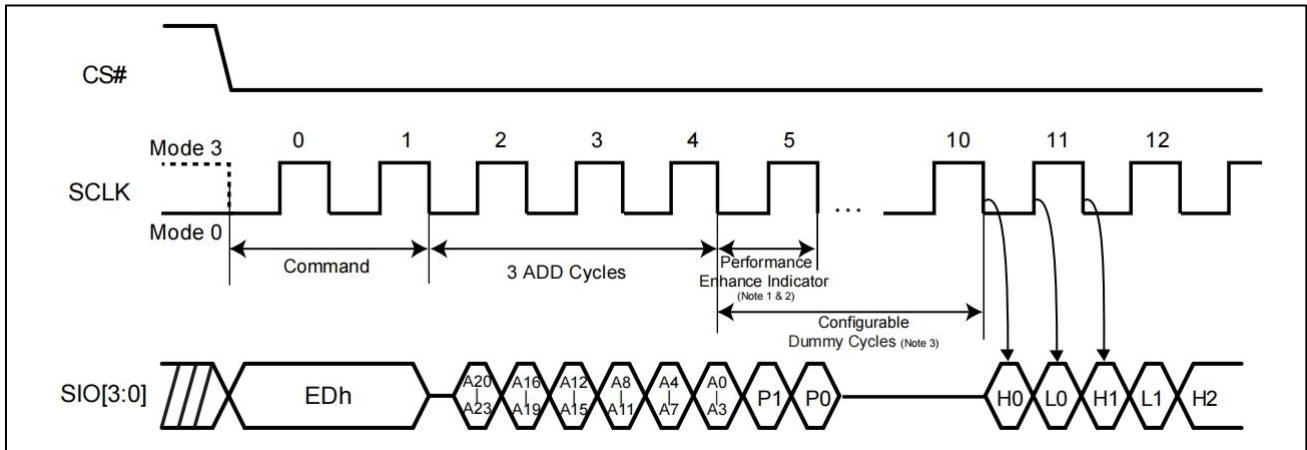 CS#
0 1 2 3 4 5 10 11 12
Mode 3
SCLK
...
Mode 0
Command
3 ADD Cycles
Performance
Enhance Indicator
(Note 1 & 2)
Configurable
Dummy Cycles (Note 3)
SIO[3:0]
EDh
A20 A16 A12 A8 A4 A0
A23 A19 A15 A11 A7 A3
P1 P0
H0 L0 H1 L1 H2